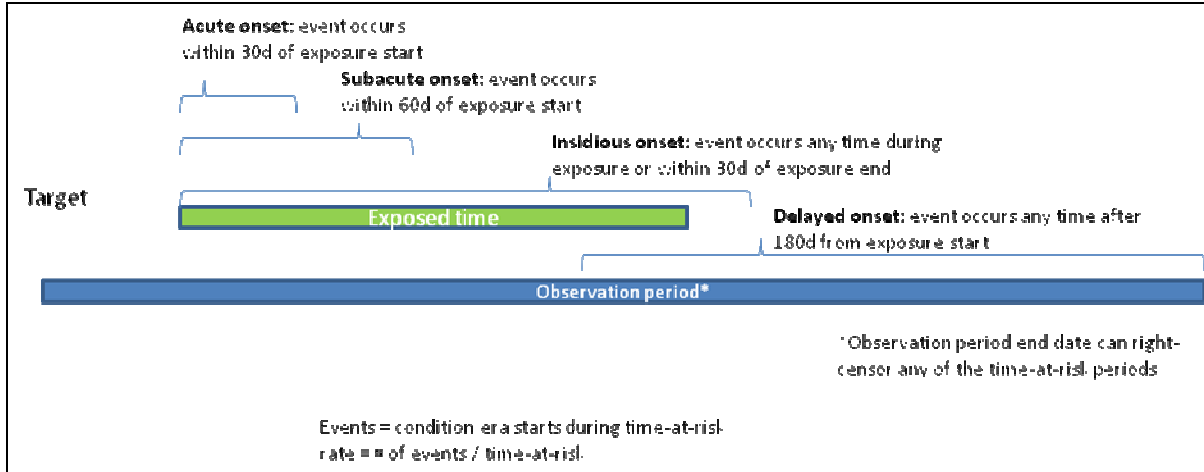 Acute onset: event occurs
within 30d of exposure start
Subacute onset: event occurs
within 60d of exposure start
Insidious onset: event occurs any time during
exposure or within 30d of exposure end
Target
Exposed time
Delayed onset: event occurs any time after
180d from exposure start
Observation period*
*Observation period end date can right-
censor any of the time-at-risk periods
Events = condition era starts during time-at-risk
rate = # of events / time-at-risk